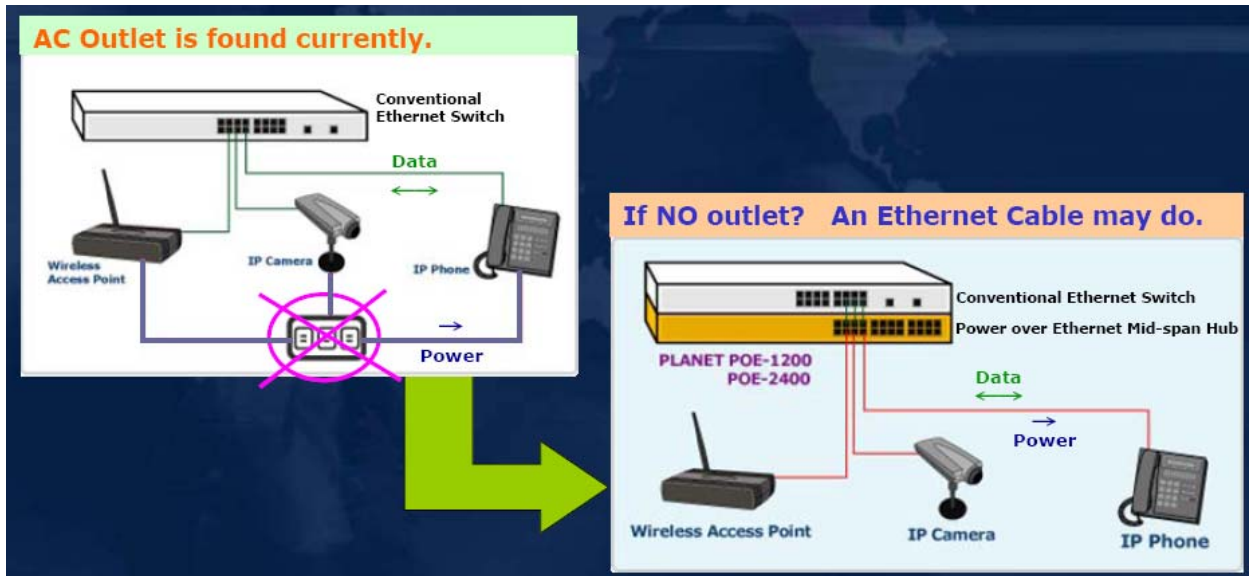 AC Outlet is found currently.
Conventional
Ethernet Switch
Data
Wireless
Access Point
IP Camera
IP Phone
Power
If NO outlet? An Ethernet Cable may do.
Conventional Ethernet Switch
Power over Ethernet Mid-span Hub
PLANET POE-1200
POE-2400
Data
Power
Wireless Access Point
IP Camera
IP Phone